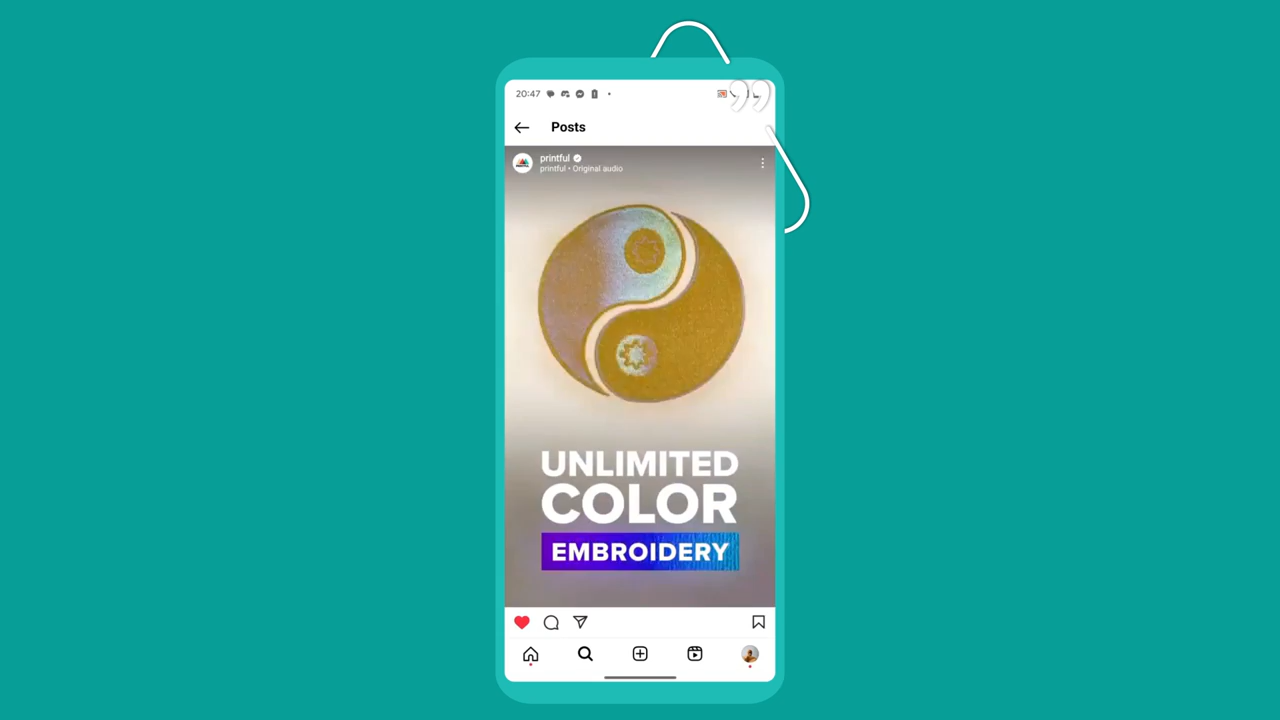 20:47
Posts
printful
printful • Original audio
UNLIMITED
COLOR
EMBROIDERY